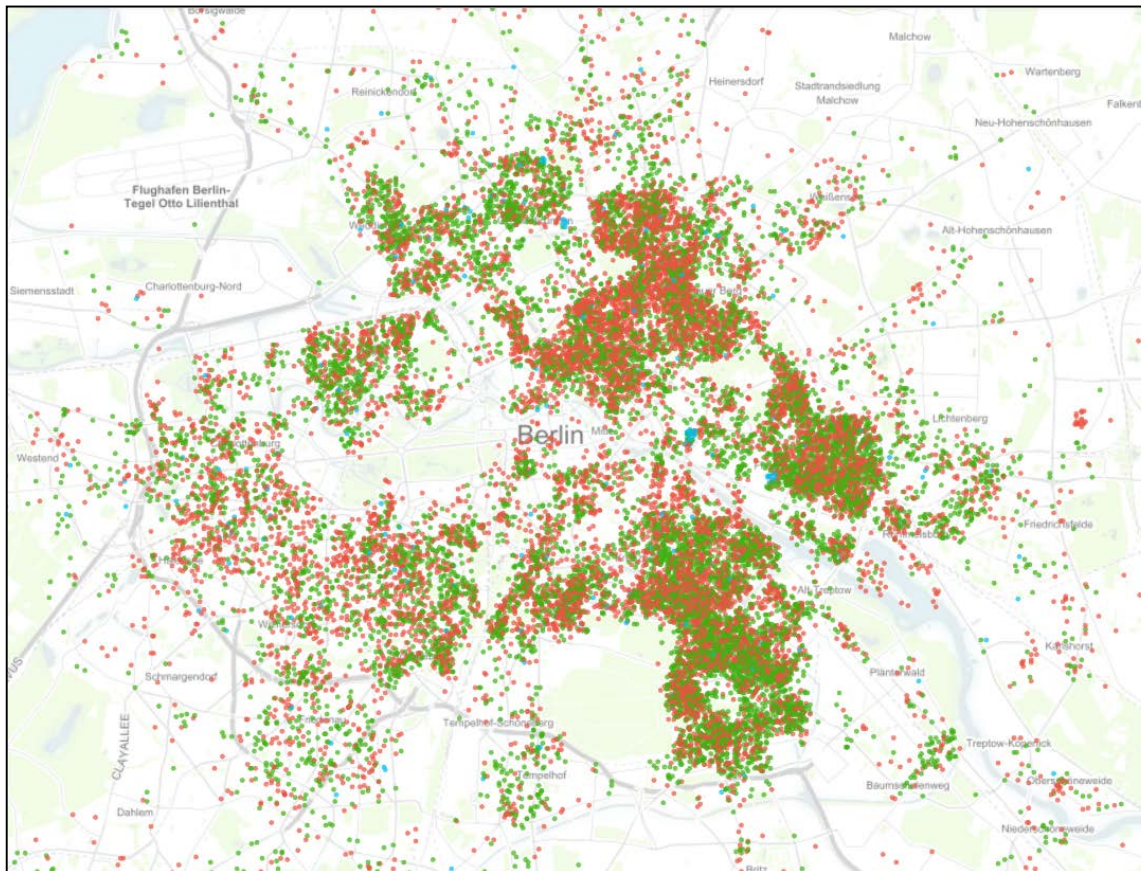 Borsigwalde
Malchow
Wartenberg
Heinersdorf
Stadtrandsiedlung
Malchow
Reinickendorf
Neu-Hohenschönhausen
Flughafen Berlin-
Tegel Otto Lilienthal
Alt-Hohenschönhausen
Siemensstadt
Charlottenburg-Nord
Lichtenberg
Berlin
Westend
Friedrichsfelde
Alt-Treptow
Karlshorst
Plänterwald
Schmargendorf
Friedenau
Tempelhof-Schöneberg
CLAYALLEE
Treptow-Köpenick
Tempelhof
Baumschulenweg
Oberschöneweide
Dahlem
Niederschöneweide
Britz